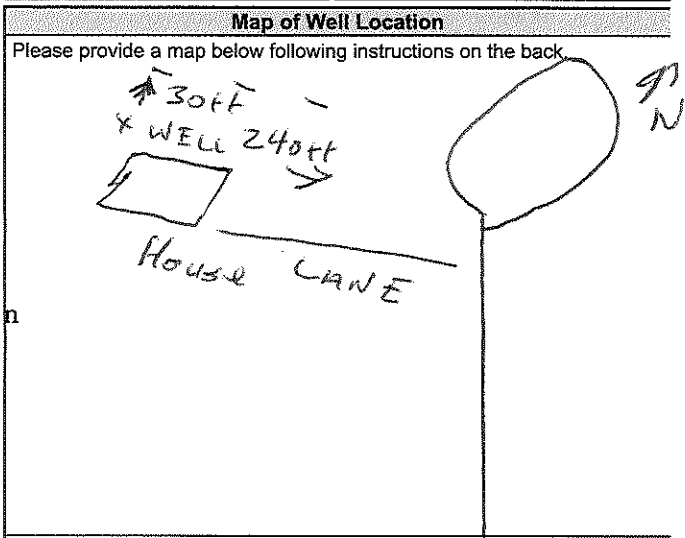 Map of Well Location
Please provide a map below following instructions on the back.
30ft
x WELL 240ft
House LANE
N
n